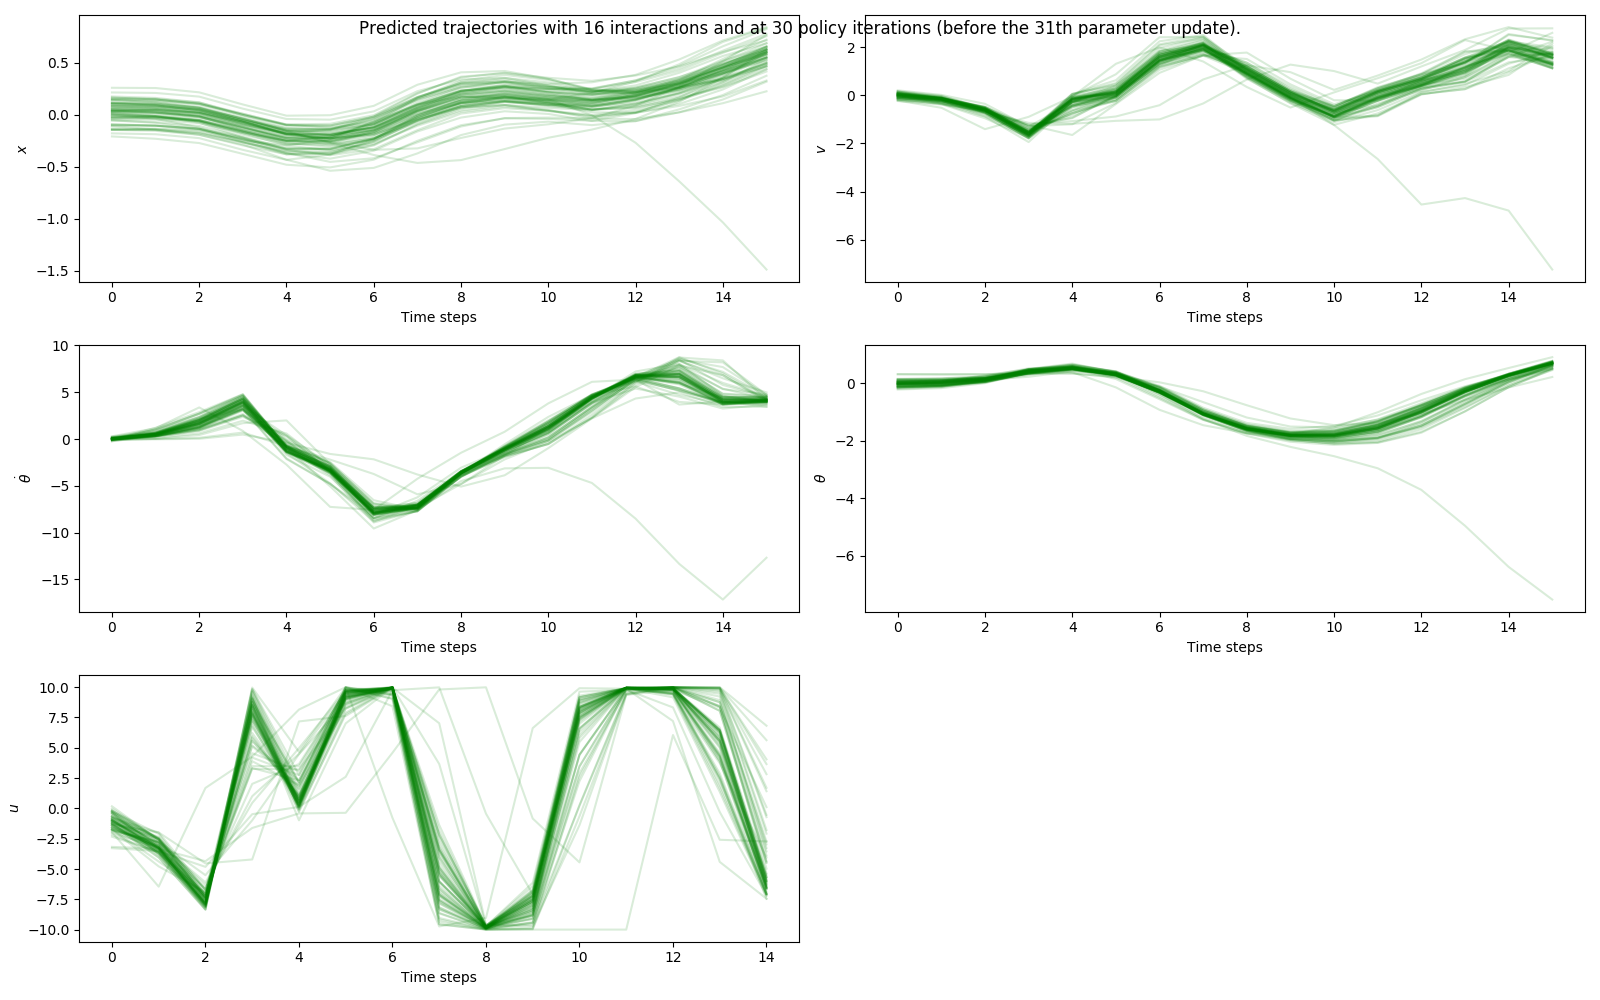 Predicted trajectories with 16 interactions and at 30 policy iterations (before the 31th parameter update).
0.5
0.0
−0.5
−1.0
−1.5
x
0 2 4 6 8 10 12 14
Time steps
2
0
−2
−4
−6
v
0 2 4 6 8 10 12 14
Time steps
10
5
0
−5
−10
−15
θ̇
0 2 4 6 8 10 12 14
Time steps
0
−2
−4
−6
θ
0 2 4 6 8 10 12 14
Time steps
10.0
7.5
5.0
2.5
0.0
−2.5
−5.0
−7.5
−10.0
u
0 2 4 6 8 10 12 14
Time steps